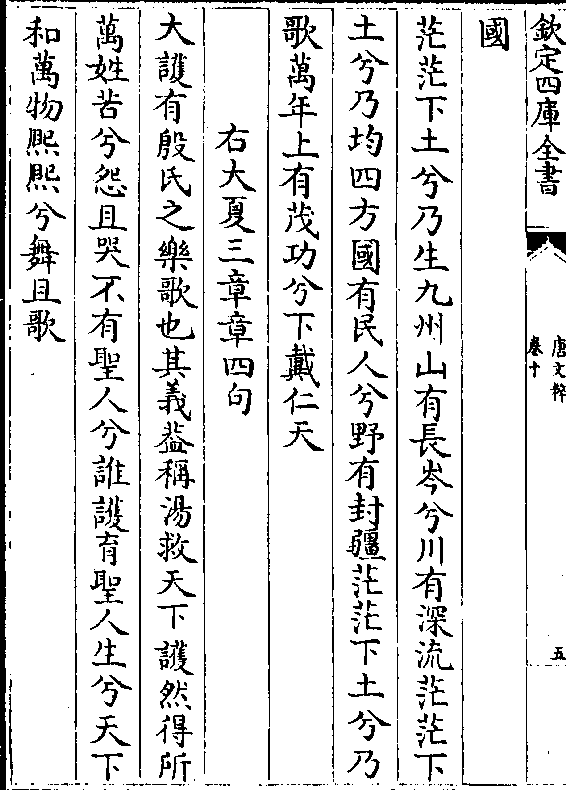 欽定四庫全書
唐文粹
卷十
五
國
茫茫下土兮乃生九州山有長岑兮川有深流茫茫下
土兮乃均四方國有民人兮野有封疆茫茫下土兮乃
歌萬年上有茂功兮下戴仁天
右大夏三章章四句
大護有殷氏之樂歌也其義葢稱湯救天下護然得所
萬姓苦兮怨且哭不有聖人兮誰護育聖人生兮天下
和萬物熙熙兮舞且歌